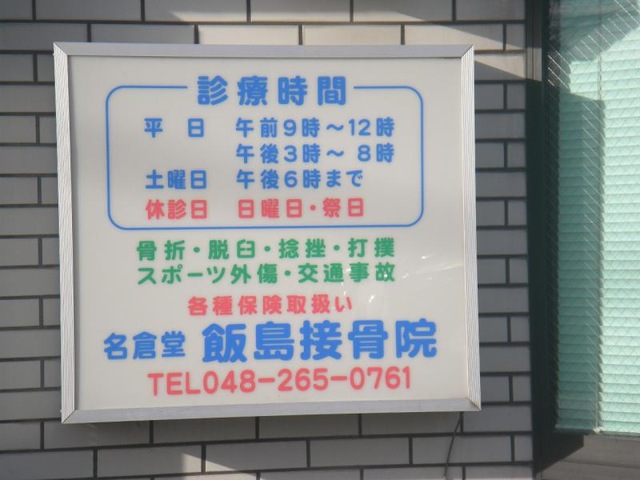 診療時間
平 日 午前9時～12時
午後3時～ 8時
土曜日 午後6時まで
休診日 日曜日・祭日
骨折・脱臼・捻挫・打撲
スポーツ外傷・交通事故
各種保険取扱い
名倉堂 飯島接骨院
TEL048-265-0761